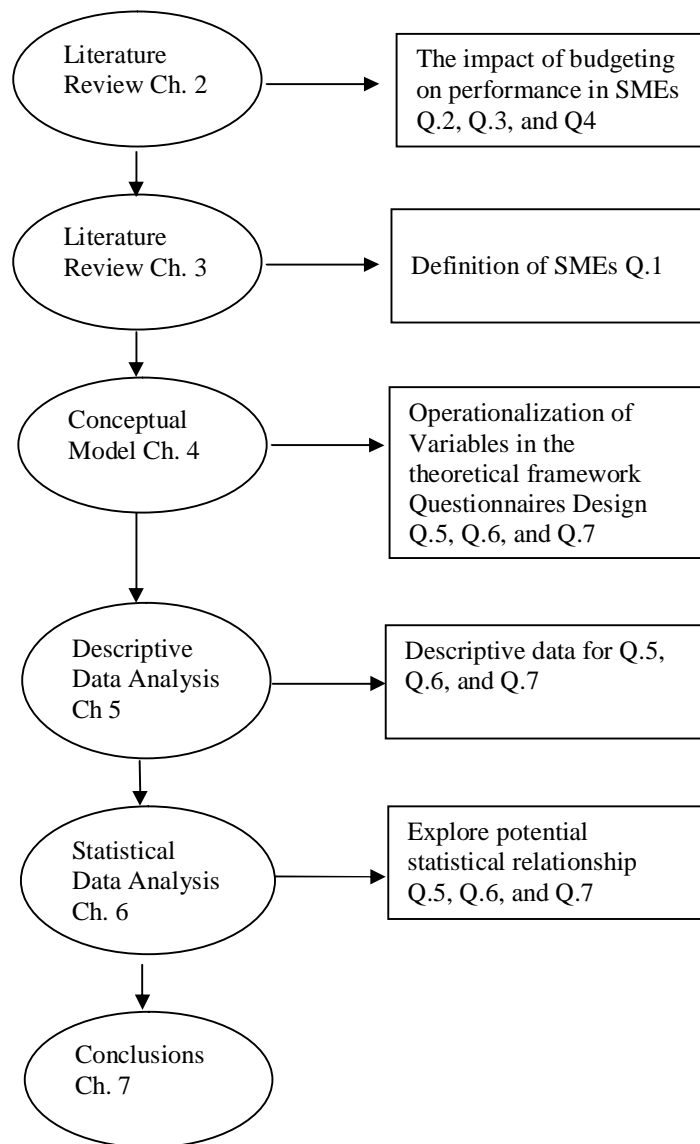 Literature
Review Ch. 2
The impact of budgeting
on performance in SMEs
Q.2, Q.3, and Q4
Literature
Review Ch. 3
Definition of SMEs Q.1
Conceptual
Model Ch. 4
Operationalization of
Variables in the
theoretical framework
Questionnaires Design
Q.5, Q.6, and Q.7
Descriptive
Data Analysis
Ch 5
Descriptive data for Q.5,
Q.6, and Q.7
Statistical
Data Analysis
Ch. 6
Explore potential
statistical relationship
Q.5, Q.6, and Q.7
Conclusions
Ch. 7